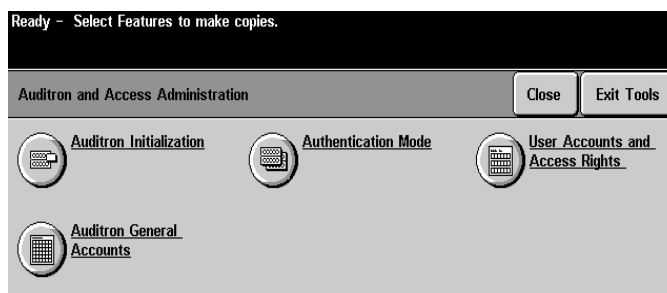 Ready - Select Features to make copies.
Auditron and Access Administration
Close
Exit Tools
Auditron Initialization
Authentication Mode
User Accounts and
Access Rights
Auditron General
Accounts